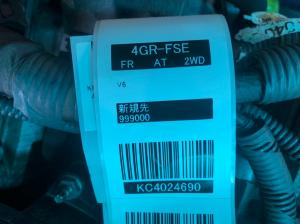 4GR-FSE
FR AT 2WD
V6
新規先
999000
KC4024690